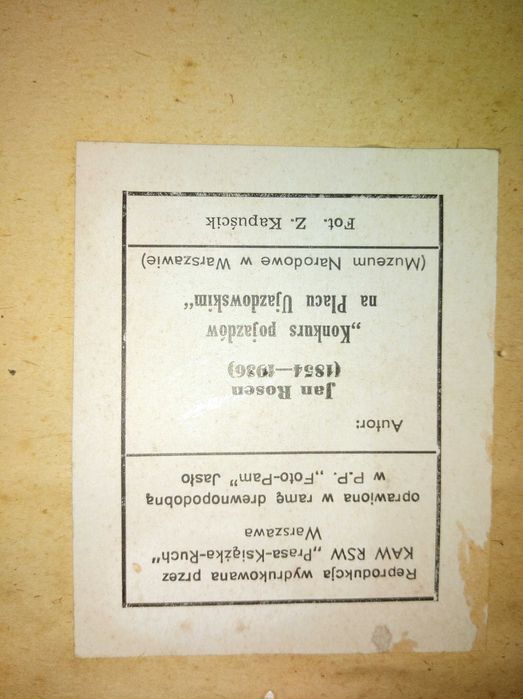 Reprodukcja wydrukowana przez
KAW RSW „Prasa-Książka-Ruch"
Warszawa
oprawiona w ramę drewnopodobną
w P.P. „Foto-Pam" Jasło
Autor:
Jan Rosen
(1854—1936)
„Konkurs pojazdów
na Placu Ujazdowskim"
(Muzeum Narodowe w Warszawie)
Fot. Z. Kapuścik